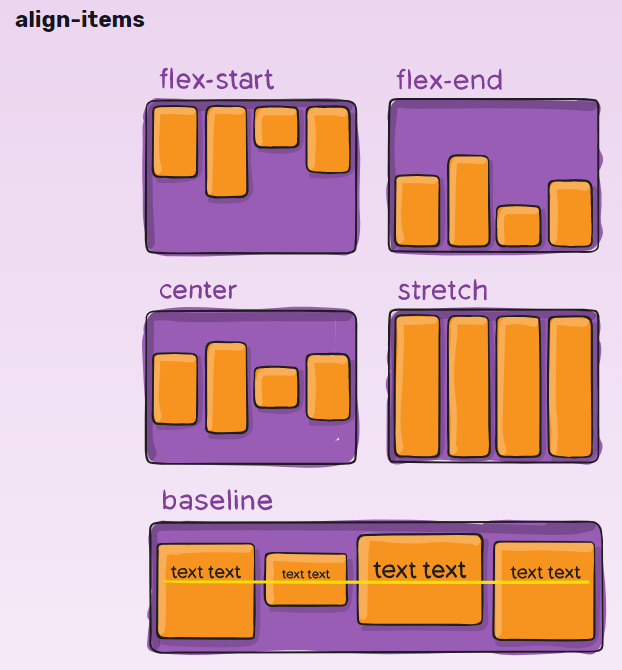 align-items
flex-start
flex-end
center
stretch
baseline
text text
text text
text text
text text